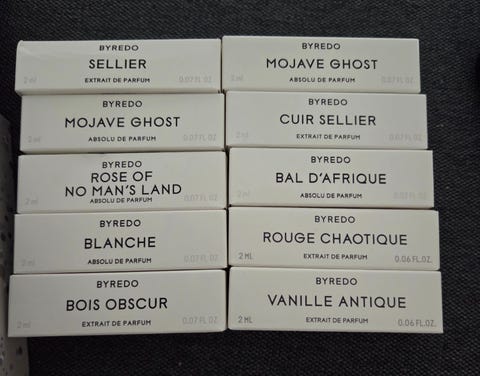 BYREDO
SELLIER
2 ml EXTRAIT DE PARFUM 0.07 FL OZ
BYREDO
MOJAVE GHOST
2 ml ABSOLU DE PARFUM 0.07 FL OZ
BYREDO
ROSE OF
NO MAN'S LAND
2 ml ABSOLU DE PARFUM 0.07 FL OZ
BYREDO
BLANCHE
2 ml ABSOLU DE PARFUM 0.07 FL OZ
BYREDO
BOIS OBSCUR
2 ml EXTRAIT DE PARFUM 0.07 FL OZ
BYREDO
MOJAVE GHOST
2 ml ABSOLU DE PARFUM 0.07 FL OZ
BYREDO
CUIR SELLIER
2 ml EXTRAIT DE PARFUM 0.07 FL OZ
BYREDO
BAL D'AFRIQUE
2 ml ABSOLU DE PARFUM 0.07 FL OZ
BYREDO
ROUGE CHAOTIQUE
2 ML EXTRAIT DE PARFUM 0.06 FL.OZ.
BYREDO
VANILLE ANTIQUE
2 ML EXTRAIT DE PARFUM 0.06 FL.OZ.